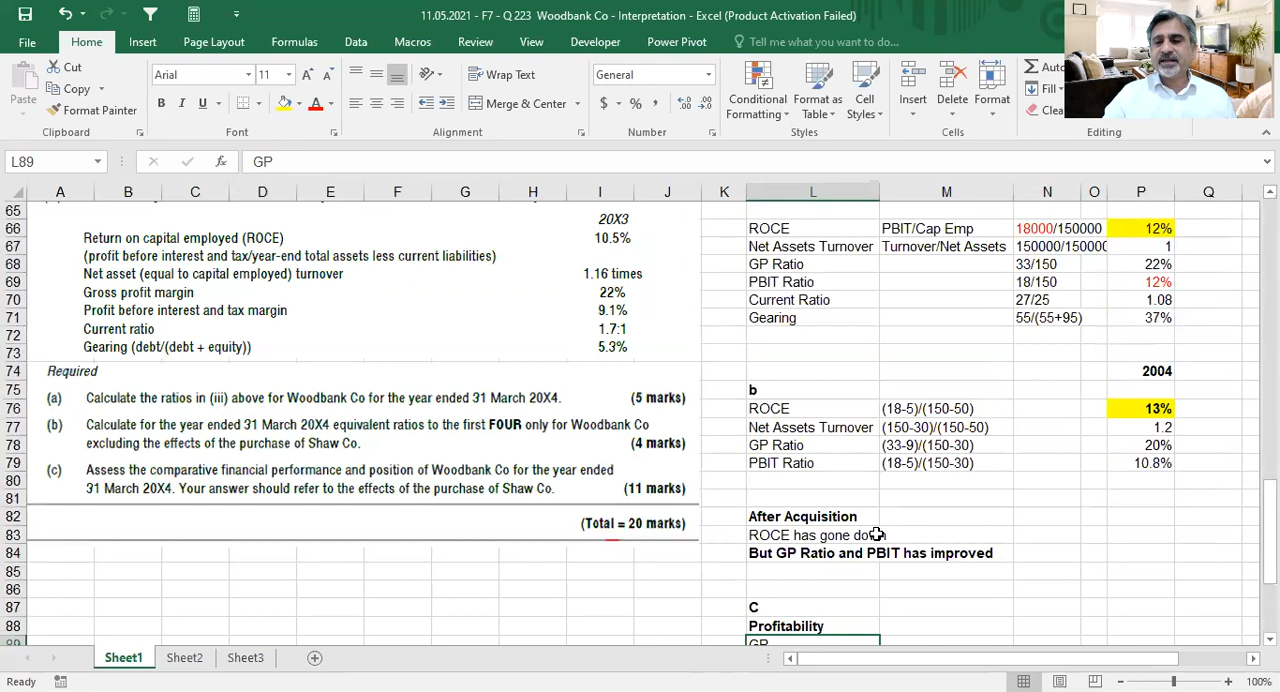 11.05.2021 - F7 - Q 223 Woodbank Co - Interpretation - Excel (Product Activation Failed)
File Home Insert Page Layout Formulas Data Macros Review View Developer Power Pivot Tell me what you want to do...
Paste Cut Copy Format Painter
Arial 11 Wrap Text Merge & Center General
Conditional Formatting Format as Table Cell Styles Insert Delete Format
Clipboard Font Alignment Number Styles Cells Editing
L89 GP
A B C D E F G H I J K L M N O P Q
65 20X3
66 Return on capital employed (ROCE) 10.5% ROCE PBIT/Cap Emp 18000/150000 12%
67 (profit before interest and tax/year-end total assets less current liabilities) Net Assets Turnover Turnover/Net Assets 150000/150000 1
68 Net asset (equal to capital employed) turnover 1.16 times GP Ratio 33/150 22%
69 Gross profit margin 22% PBIT Ratio 18/150 12%
70 Profit before interest and tax margin 9.1% Current Ratio 27/25 1.08
71 Current ratio 1.7:1 Gearing 55/(55+95) 37%
72 Gearing (debt/(debt + equity)) 5.3%
73
74 Required 2004
75 (a) Calculate the ratios in (iii) above for Woodbank Co for the year ended 31 March 20X4. (5 marks) b
76 ROCE (18-5)/(150-50) 13%
77 (b) Calculate for the year ended 31 March 20X4 equivalent ratios to the first FOUR only for Woodbank Co Net Assets Turnover (150-30)/(150-50) 1.2
78 excluding the effects of the purchase of Shaw Co. (4 marks) GP Ratio (33-9)/(150-30) 20%
79 (c) Assess the comparative financial performance and position of Woodbank Co for the year ended PBIT Ratio (18-5)/(150-30) 10.8%
80 31 March 20X4. Your answer should refer to the effects of the purchase of Shaw Co. (11 marks)
81
82 (Total = 20 marks) After Acquisition
83 ROCE has gone down
84 But GP Ratio and PBIT has improved
85
86
87 C
88 Profitability
89 GP
Sheet1 Sheet2 Sheet3
Ready 100%